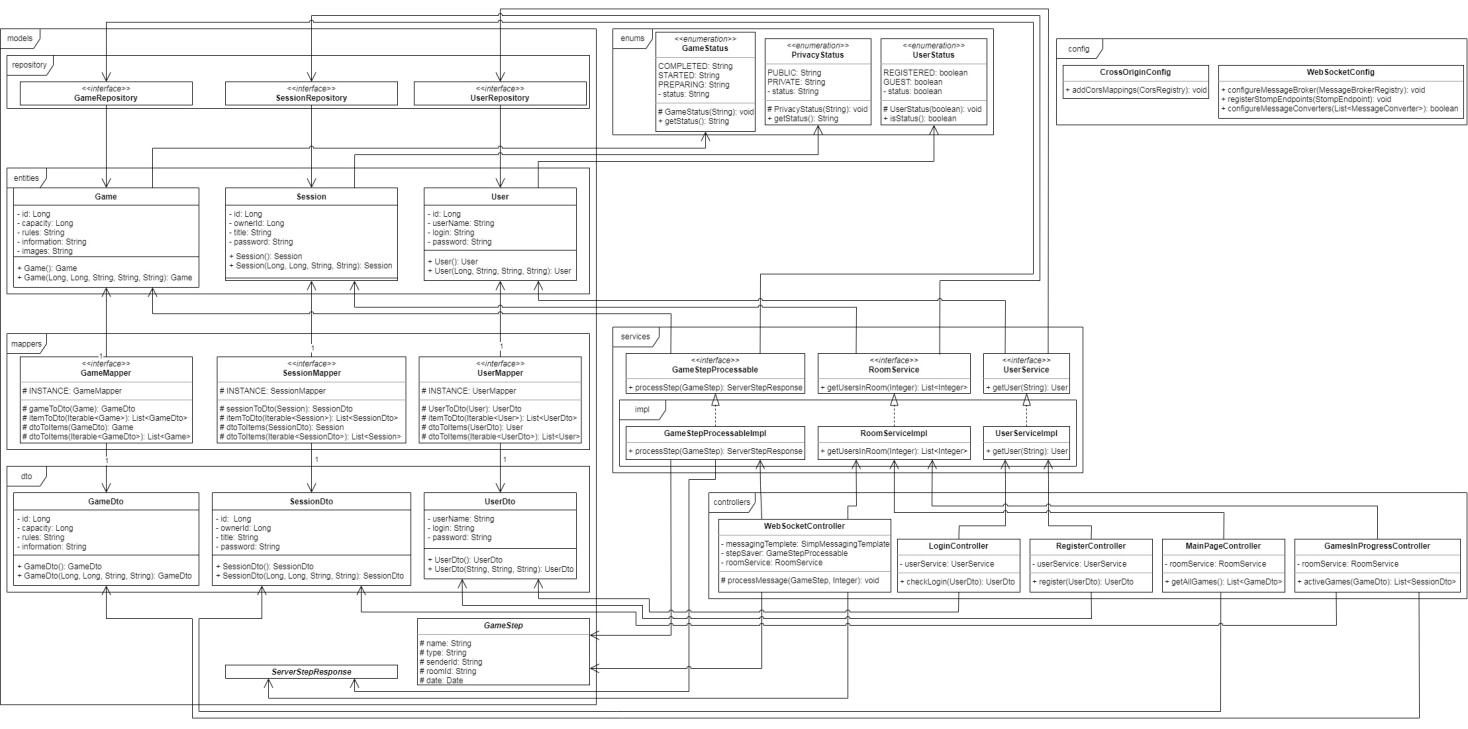 models
repository
<<interface>>
GameRepository
<<interface>>
SessionRepository
<<interface>>
UserRepository
enums
<<enumeration>>
GameStatus
COMPLETED: String
STARTED: String
PREPARING: String
- status: String
# GameStatus(String): void
+ getStatus(): String
<<enumeration>>
PrivacyStatus
PUBLIC: String
PRIVATE: String
- status: String
# PrivacyStatus(String): void
+ getStatus(): String
<<enumeration>>
UserStatus
REGISTERED: boolean
GUEST: boolean
- status: boolean
# UserStatus(boolean): void
+ isStatus(): boolean
config
CrossOriginConfig
+ addCorsMappings(CorsRegistry): void
WebSocketConfig
+ configureMessageBroker(MessageBrokerRegistry): void
+ registerStompEndpoints(StompEndpoint): void
+ configureMessageConverters(List<MessageConverter>): boolean
entities
Game
- id: Long
- capacity: Long
- rules: String
- information: String
- images: String
+ Game(): Game
+ Game(Long, Long, String, String, String): Game
Session
- id: Long
- ownerId: Long
- title: String
- password: String
+ Session(): Session
+ Session(Long, Long, String, String): Session
User
- id: Long
- userName: String
- login: String
- password: String
+ User(): User
+ User(Long, String, String, String): User
mappers
1
1
1
<<interface>>
GameMapper
# INSTANCE: GameMapper
# gameToDto(Game): GameDto
# itemToDto(Iterable<Game>): List<GameDto>
# dtoToItems(GameDto): Game
# dtoToItems(Iterable<GameDto>): List<Game>
<<interface>>
SessionMapper
# INSTANCE: SessionMapper
# sessionToDto(Session): SessionDto
# itemToDto(Iterable<Session>): List<SessionDto>
# dtoToItems(SessionDto): Session
# dtoToItems(Iterable<SessionDto>): List<Session>
<<interface>>
UserMapper
# INSTANCE: UserMapper
# UserToDto(User): UserDto
# itemToDto(Iterable<User>): List<UserDto>
# dtoToItems(UserDto): User
# dtoToItems(Iterable<UserDto>): List<User>
1
1
1
services
<<interface>>
GameStepProcessable
+ processStep(GameStep): ServerStepResponse
<<interface>>
RoomService
+ getUsersInRoom(Integer): List<Integer>
<<interface>>
UserService
+ getUser(String): User
impl
GameStepProcessableImpl
+ processStep(GameStep): ServerStepResponse
RoomServiceImpl
+ getUsersInRoom(Integer): List<Integer>
UserServiceImpl
+ getUser(String): User
dto
GameDto
- id: Long
- capacity: Long
- rules: String
- information: String
+ GameDto(): GameDto
+ GameDto(Long, Long, String, String): GameDto
SessionDto
- id: Long
- ownerId: Long
- title: String
- password: String
+ SessionDto(): SessionDto
+ SessionDto(Long, Long, String, String): SessionDto
UserDto
- userName: String
- login: String
- password: String
+ UserDto(): UserDto
+ UserDto(String, String, String): UserDto
controllers
WebSocketController
- messagingTemplete: SimpMessagingTemplate
- stepSaver: GameStepProcessable
- roomService: RoomService
# processMessage(GameStep, Integer): void
LoginController
- userService: UserService
+ checkLogin(UserDto): UserDto
RegisterController
- userService: UserService
+ register(UserDto): UserDto
MainPageController
- roomService: RoomService
+ getAllGames(): List<GameDto>
GamesInProgressController
- roomService: RoomService
+ activeGames(GameDto): List<SessionDto>
GameStep
# name: String
# type: String
# senderId: String
# roomId: String
# date: Date
ServerStepResponse